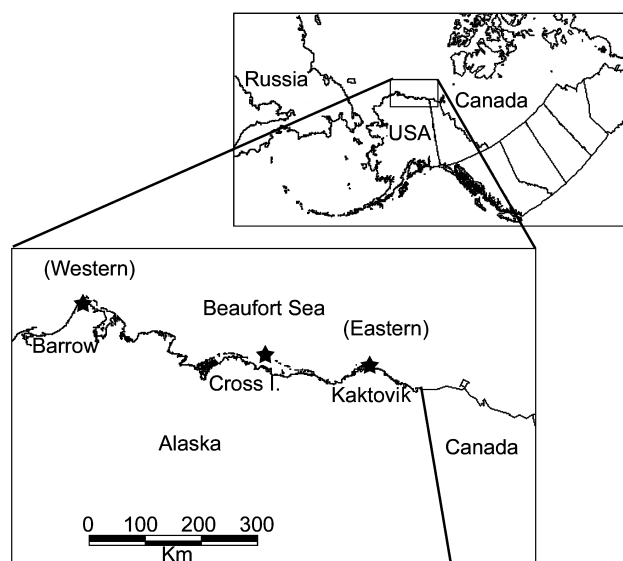 Russia
Canada
USA
(Western)
Beaufort Sea
(Eastern)
Barrow
Cross I.
Kaktovik
Alaska
Canada
0 100 200 300
Km